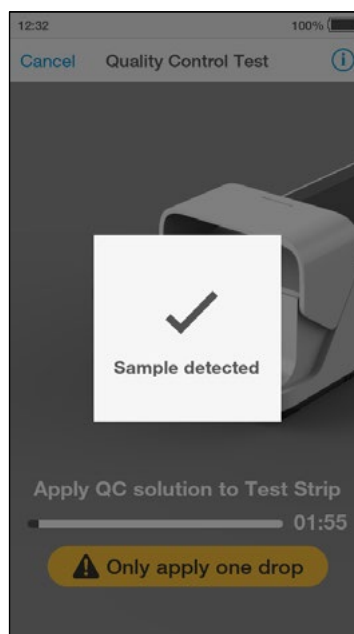 12:32 100%
Cancel Quality Control Test
Sample detected
Apply QC solution to Test Strip
01:55
Only apply one drop